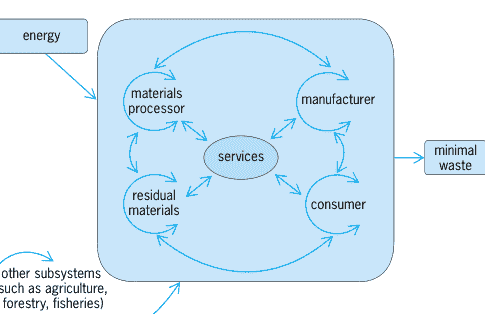 energy
materials
processor
manufacturer
services
minimal
waste
residual
materials
consumer
other subsystems
such as agriculture,
forestry, fisheries)